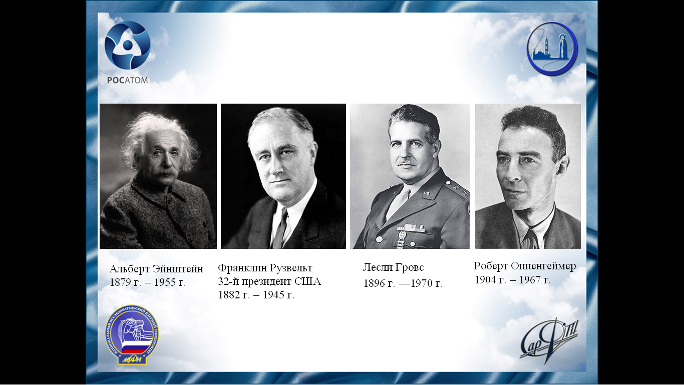 РОСАТОМ
Альберт Эйнштейн
1879 г. – 1955 г.
Франклин Рузвельт
32-й президент США
1882 г. – 1945 г.
Лесли Гровс
1896 г. —1970 г.
Роберт Оппенгеймер
1904 г. – 1967 г.
СарФТИ